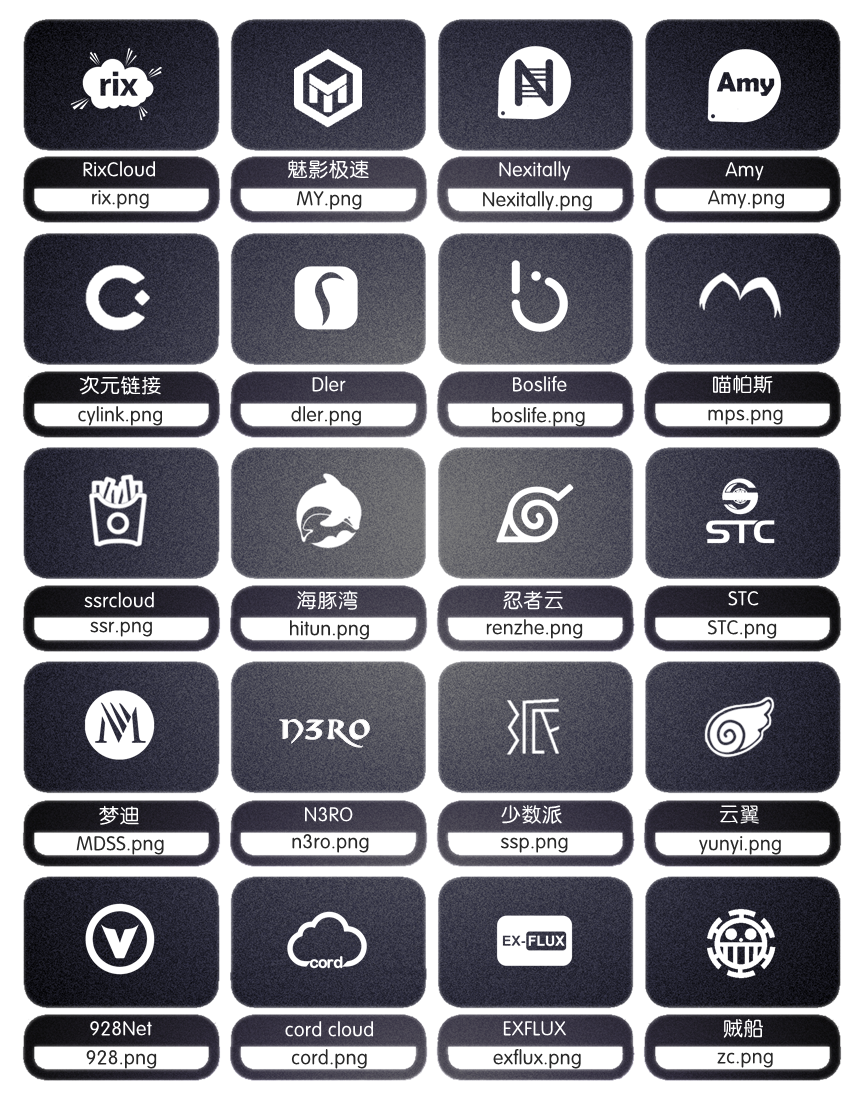 rix
Amy
RixCloud
魅影极速
Nexitally
Amy
rix.png
MY.png
Nexitally.png
Amy.png
次元链接
Dler
Boslife
喵帕斯
cylink.png
dler.png
boslife.png
mps.png
STC
ssrcloud
海豚湾
忍者云
STC
ssr.png
hitun.png
renzhe.png
STC.png
M
n3RO
派
梦迪
N3RO
少数派
云翼
MDSS.png
n3ro.png
ssp.png
yunyi.png
V
cord
EX-FLUX
928Net
cord cloud
EXFLUX
贼船
928.png
cord.png
exflux.png
zc.png